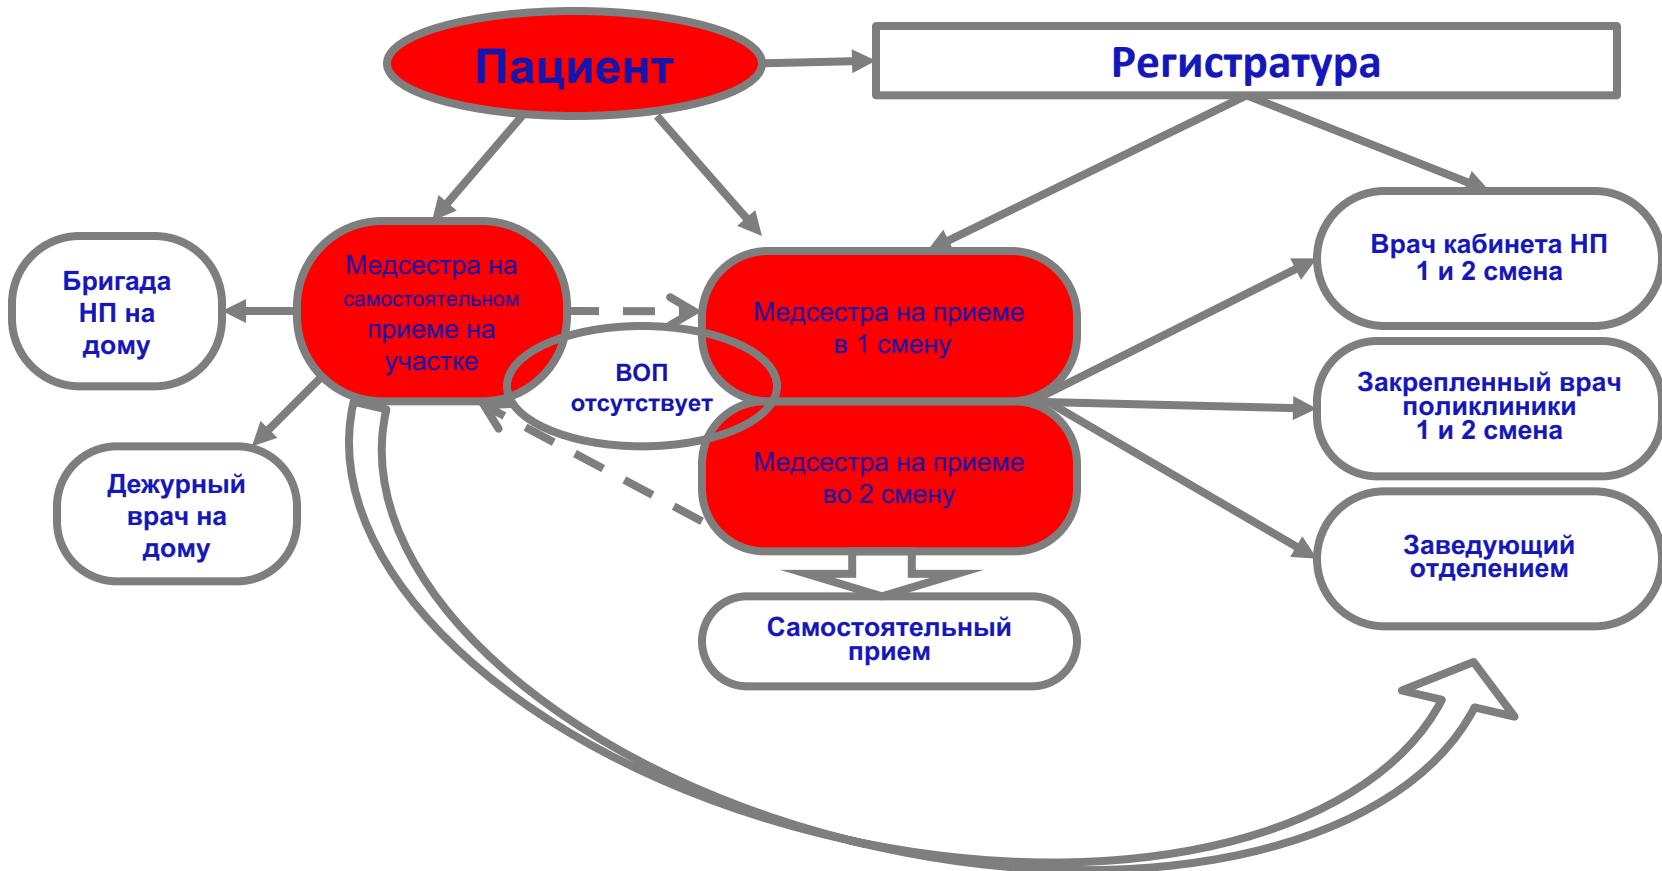 Пациент
Регистратура
Медсестра на
самостоятельном
приеме на
участке
Бригада
НП на
дому
Дежурный
врач на
дому
ВОП
отсутствует
Медсестра на приеме
в 1 смену
Медсестра на приеме
во 2 смену
Самостоятельный
прием
Врач кабинета НП
1 и 2 смена
Закрепленный врач
поликлиники
1 и 2 смена
Заведующий
отделением